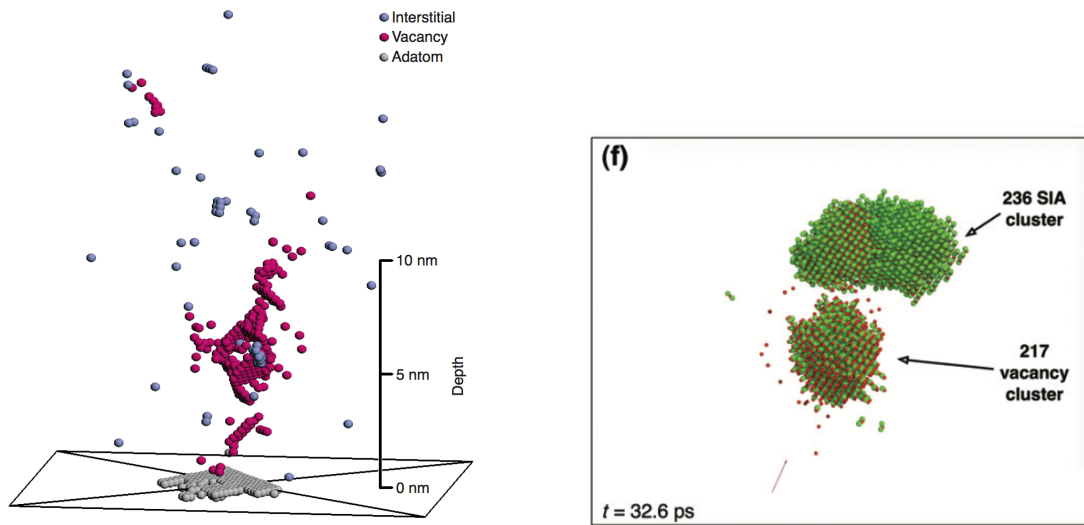 Interstitial
Vacancy
Adatom
10 nm
5 nm
0 nm
Depth
(f)
236 SIA
cluster
217
vacancy
cluster
t = 32.6 ps